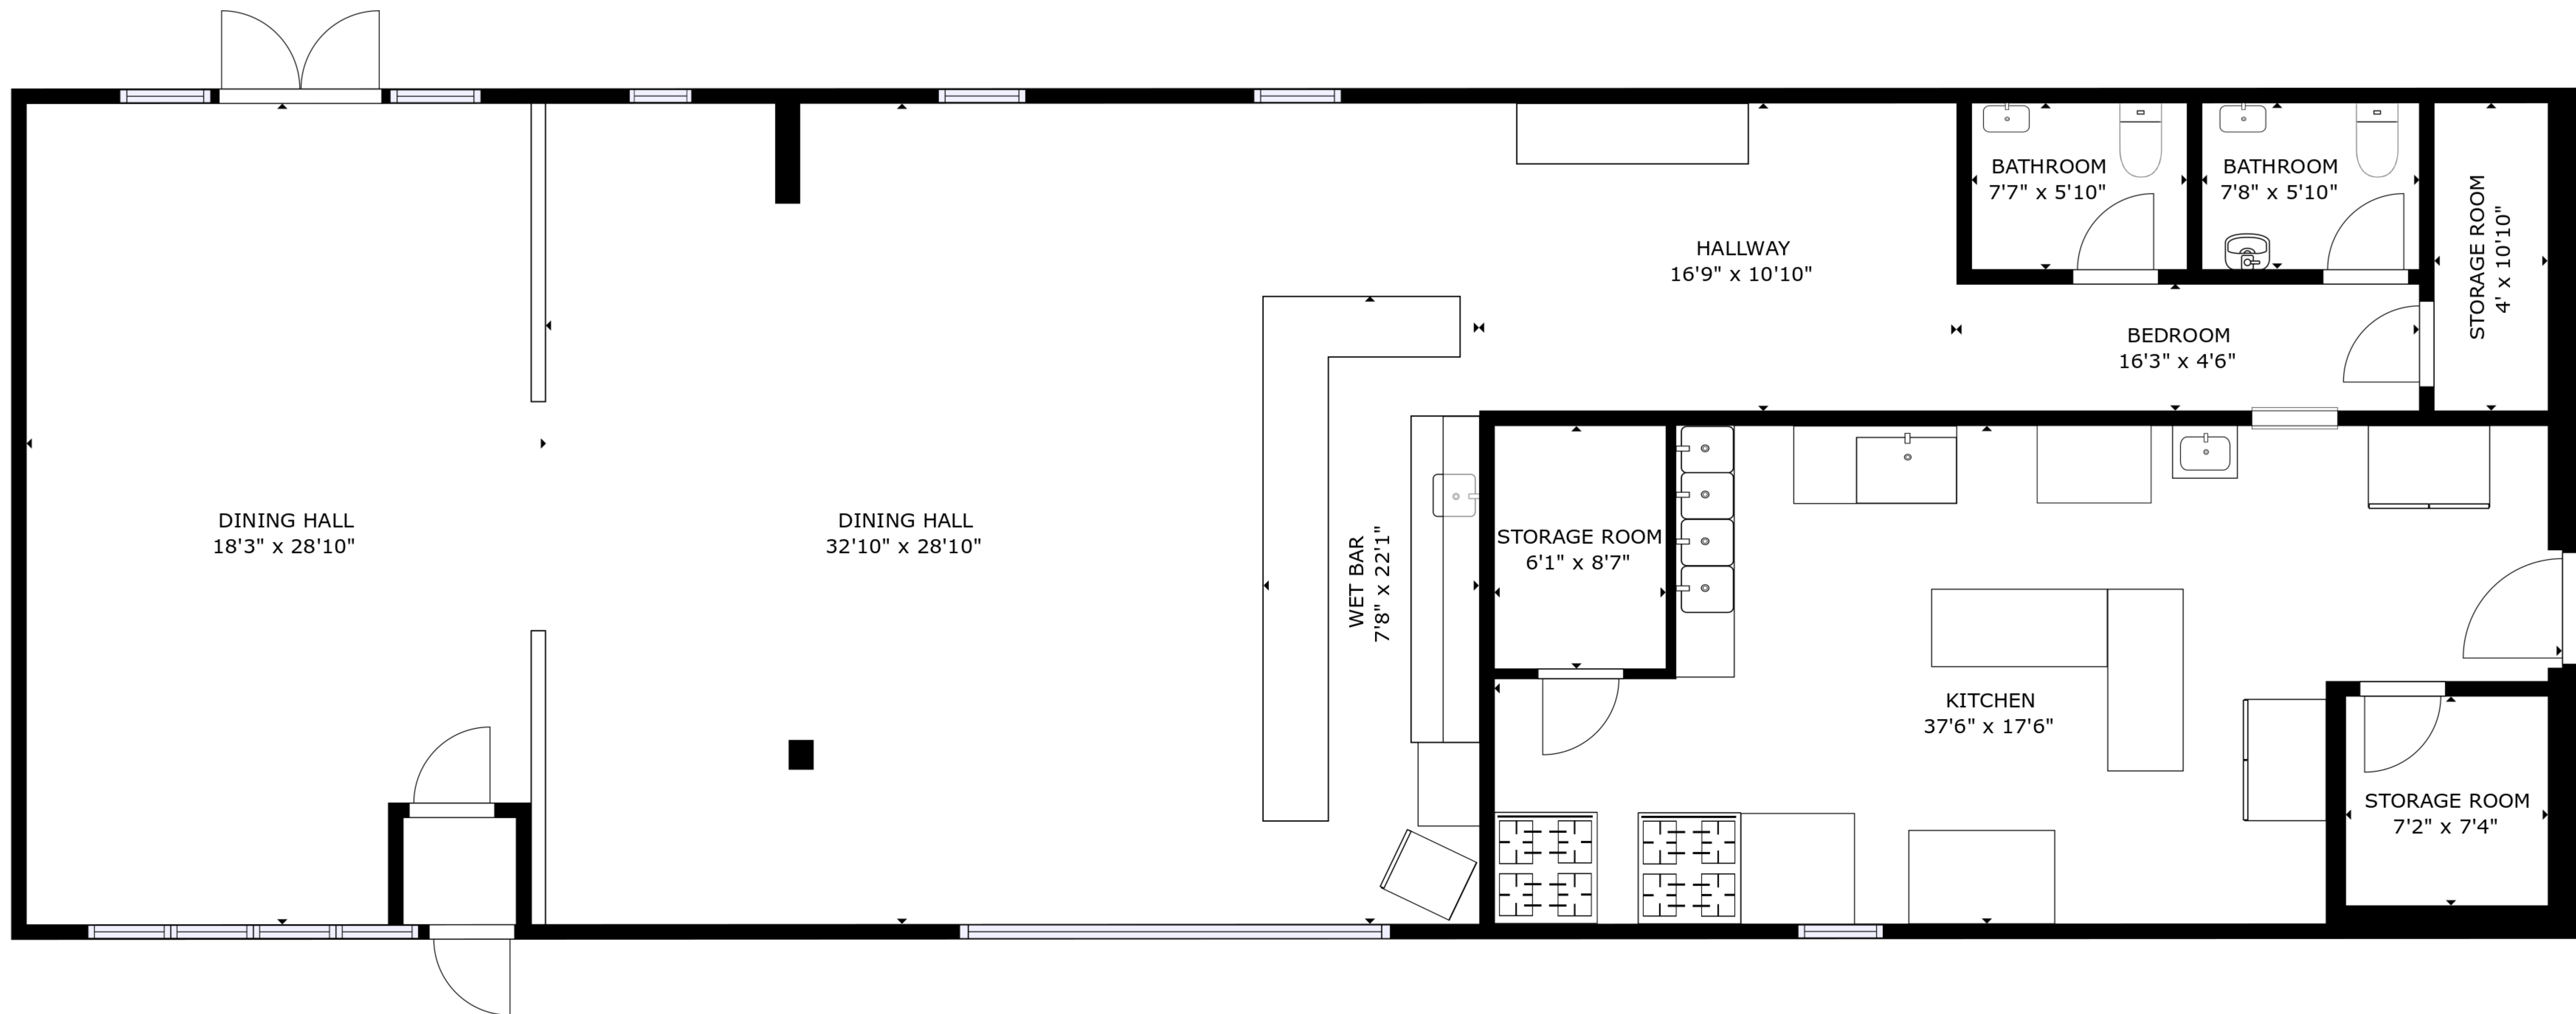 BATHROOM
7'7" x 5'10"
BATHROOM
7'8" x 5'10"
STORAGE ROOM
4' x 10'10"
HALLWAY
16'9" x 10'10"
BEDROOM
16'3" x 4'6"
DINING HALL
18'3" x 28'10"
DINING HALL
32'10" x 28'10"
WET BAR
7'8" x 22'1"
STORAGE ROOM
6'1" x 8'7"
KITCHEN
37'6" x 17'6"
STORAGE ROOM
7'2" x 7'4"